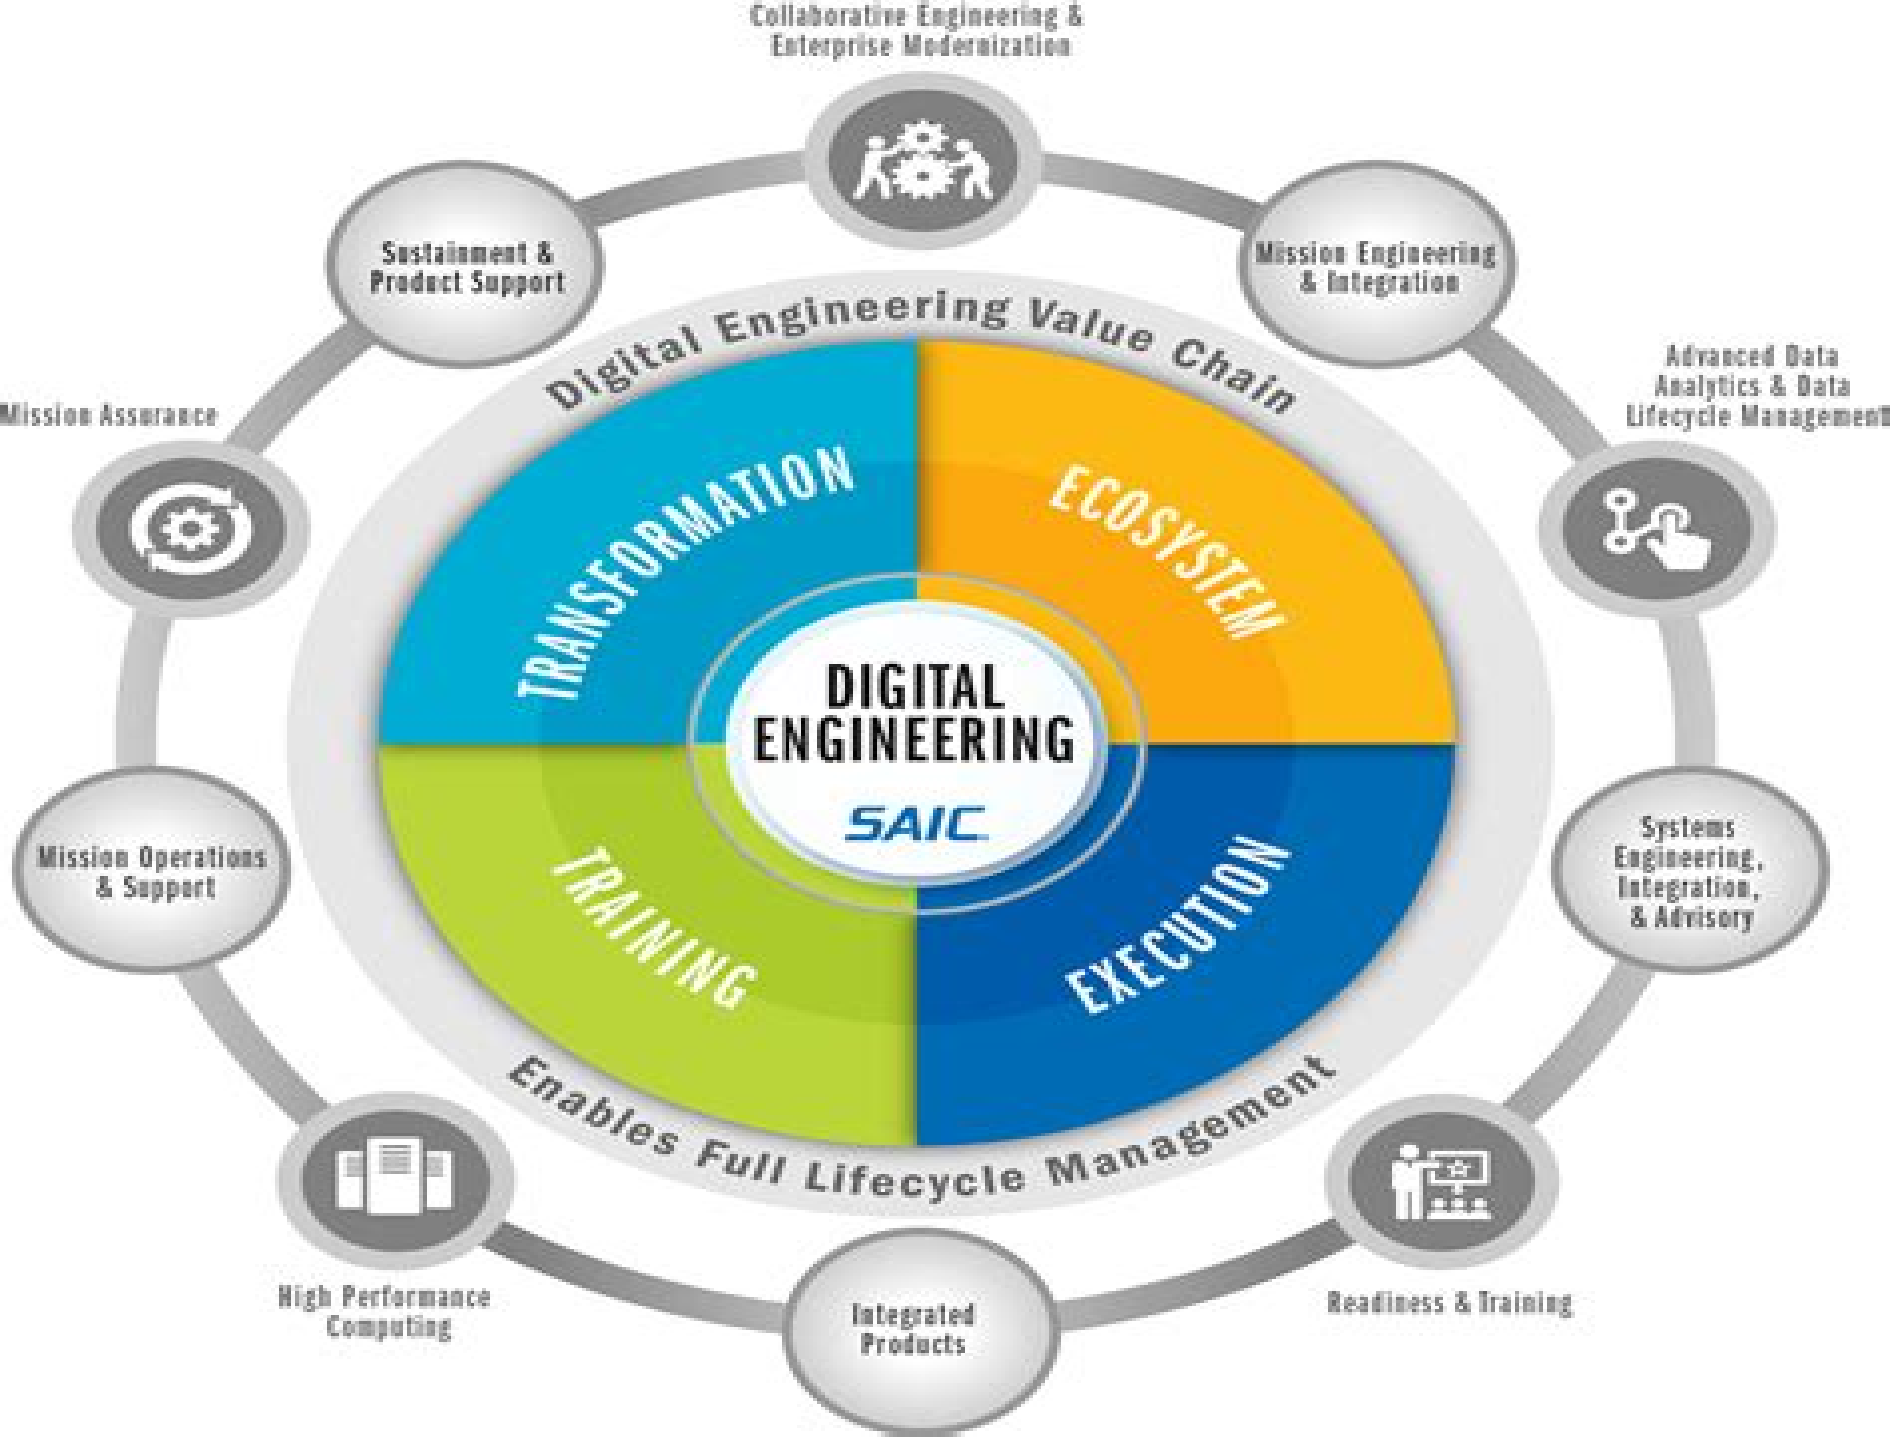 Collaborative Engineering &
Enterprise Modernization
Sustainment &
Product Support
Mission Engineering
& Integration
Digital Engineering Value Chain
Advanced Data
Analytics & Data
Lifecycle Management
Mission Assurance
TRANSFORMATION
ECOSYSTEM
DIGITAL
ENGINEERING
SAIC
Mission Operations
& Support
Systems
Engineering,
Integration,
& Advisory
TRAINING
EXECUTION
Enables Full Lifecycle Management
High Performance
Computing
Integrated
Products
Readiness & Training